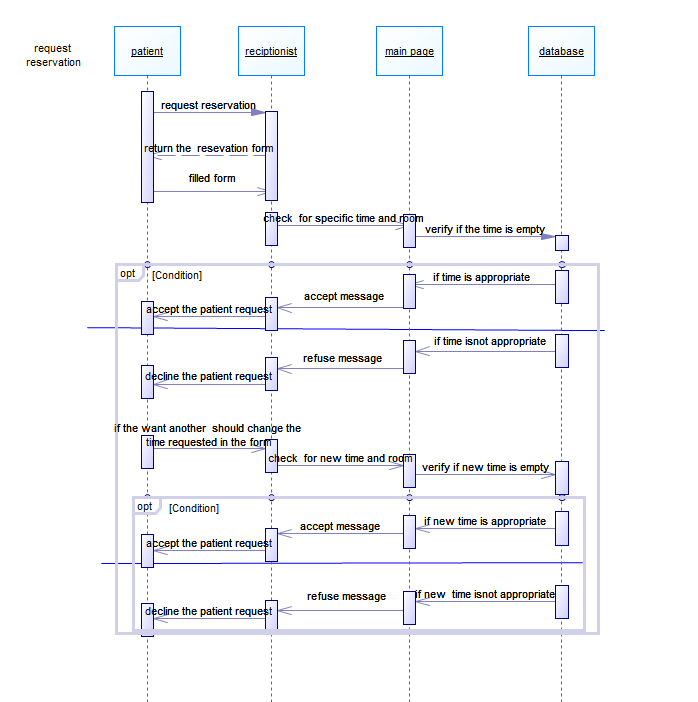 request
reservation
patient
reciptionist
main page
database
request reservation
return the  resevation form
filled form
check  for specific time and room
verify if the time is empty
opt
[Condition]
if time is appropriate
accept message
accept the patient request
if time isnot appropriate
refuse message
decline the patient request
if the want another  should change the
time requested in the form
check  for new time and room
verify if new time is empty
opt
[Condition]
if new time is appropriate
accept message
accept the patient request
if new  time isnot appropriate
refuse message
decline the patient request